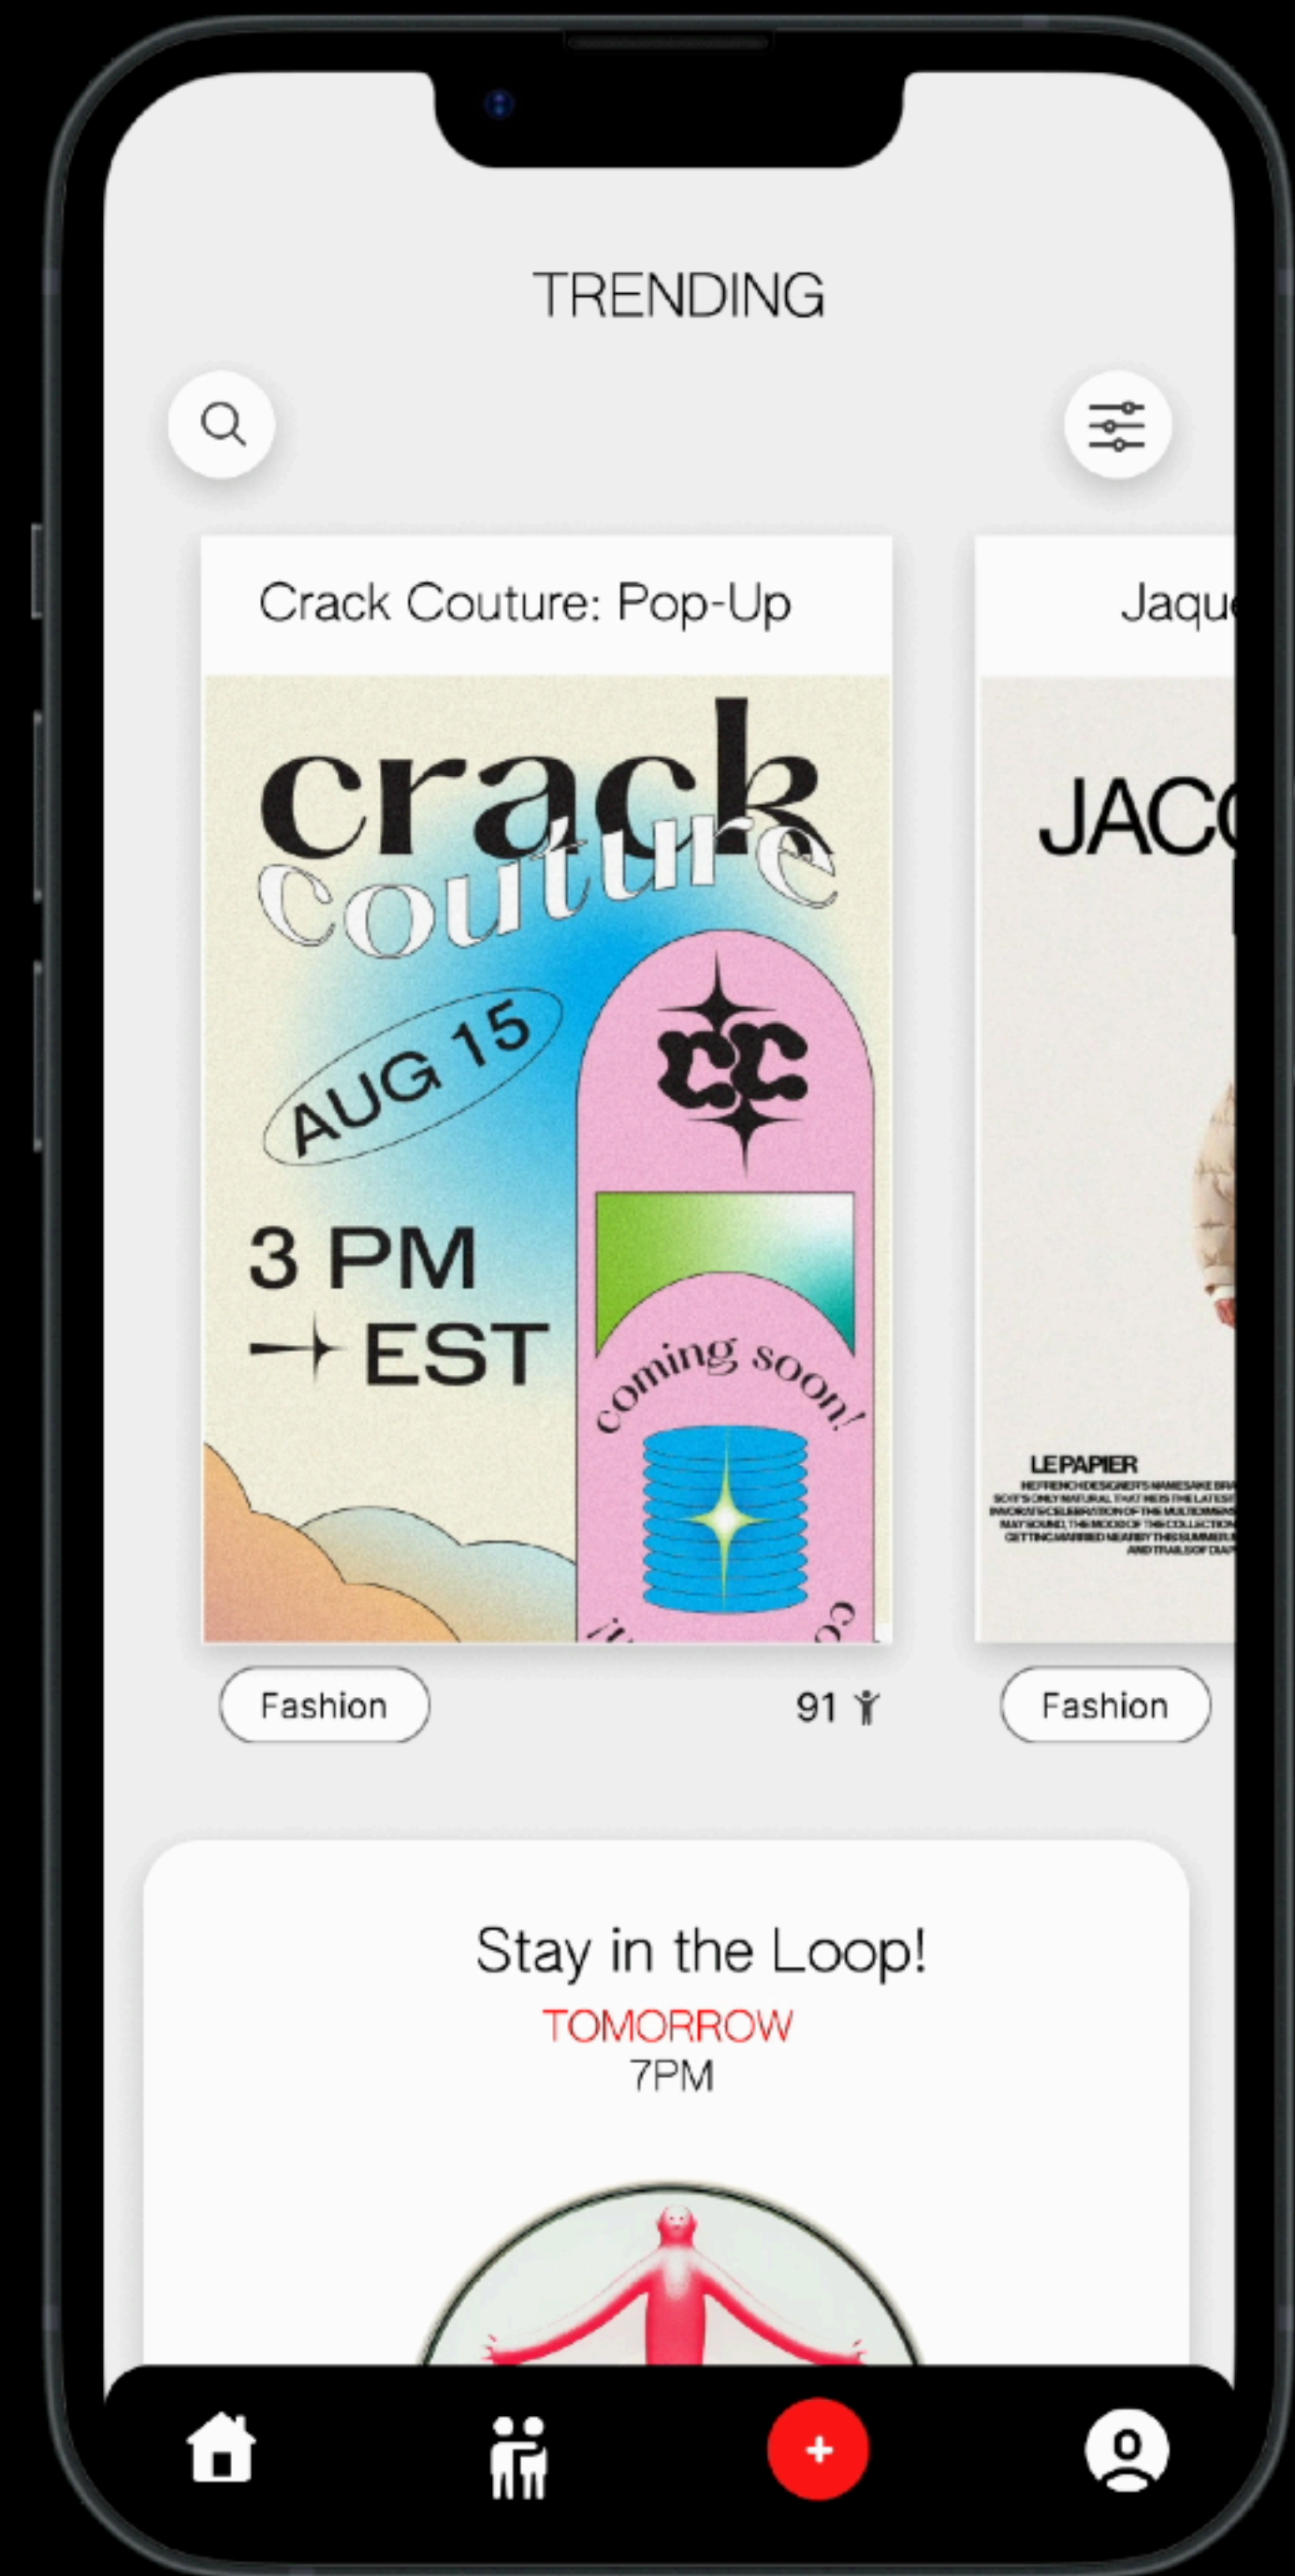 TRENDING
Crack Couture: Pop-Up
Jaqu
crack
couture
AUG 15
3 PM
EST
cc
coming soon!
JAC
LE PAPIER
Fashion
91
Fashion
Stay in the Loop!
TOMORROW
7PM